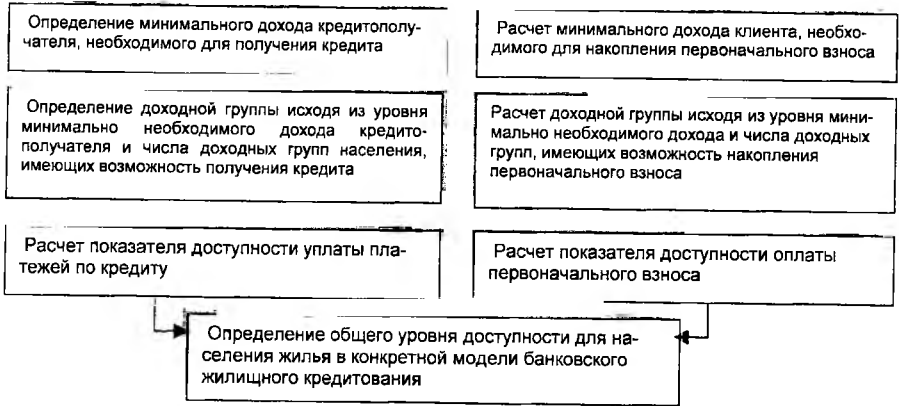 Определение минимального дохода кредитополу-
чателя, необходимого для получения кредита
Расчет минимального дохода клиента, необхо-
димого для накопления первоначального взноса
Определение доходной группы исходя из уровня
минимально необходимого дохода кредито-
получателя и числа доходных групп населения,
имеющих возможность получения кредита
Расчет доходной группы исходя из уровня мини-
мально необходимого дохода и числа доходных
групп, имеющих возможность накопления
первоначального взноса
Расчет показателя доступности уплаты пла-
тежей по кредиту
Расчет показателя доступности оплаты
первоначального взноса
Определение общего уровня доступности для на-
селения жилья в конкретной модели банковского
жилищного кредитования